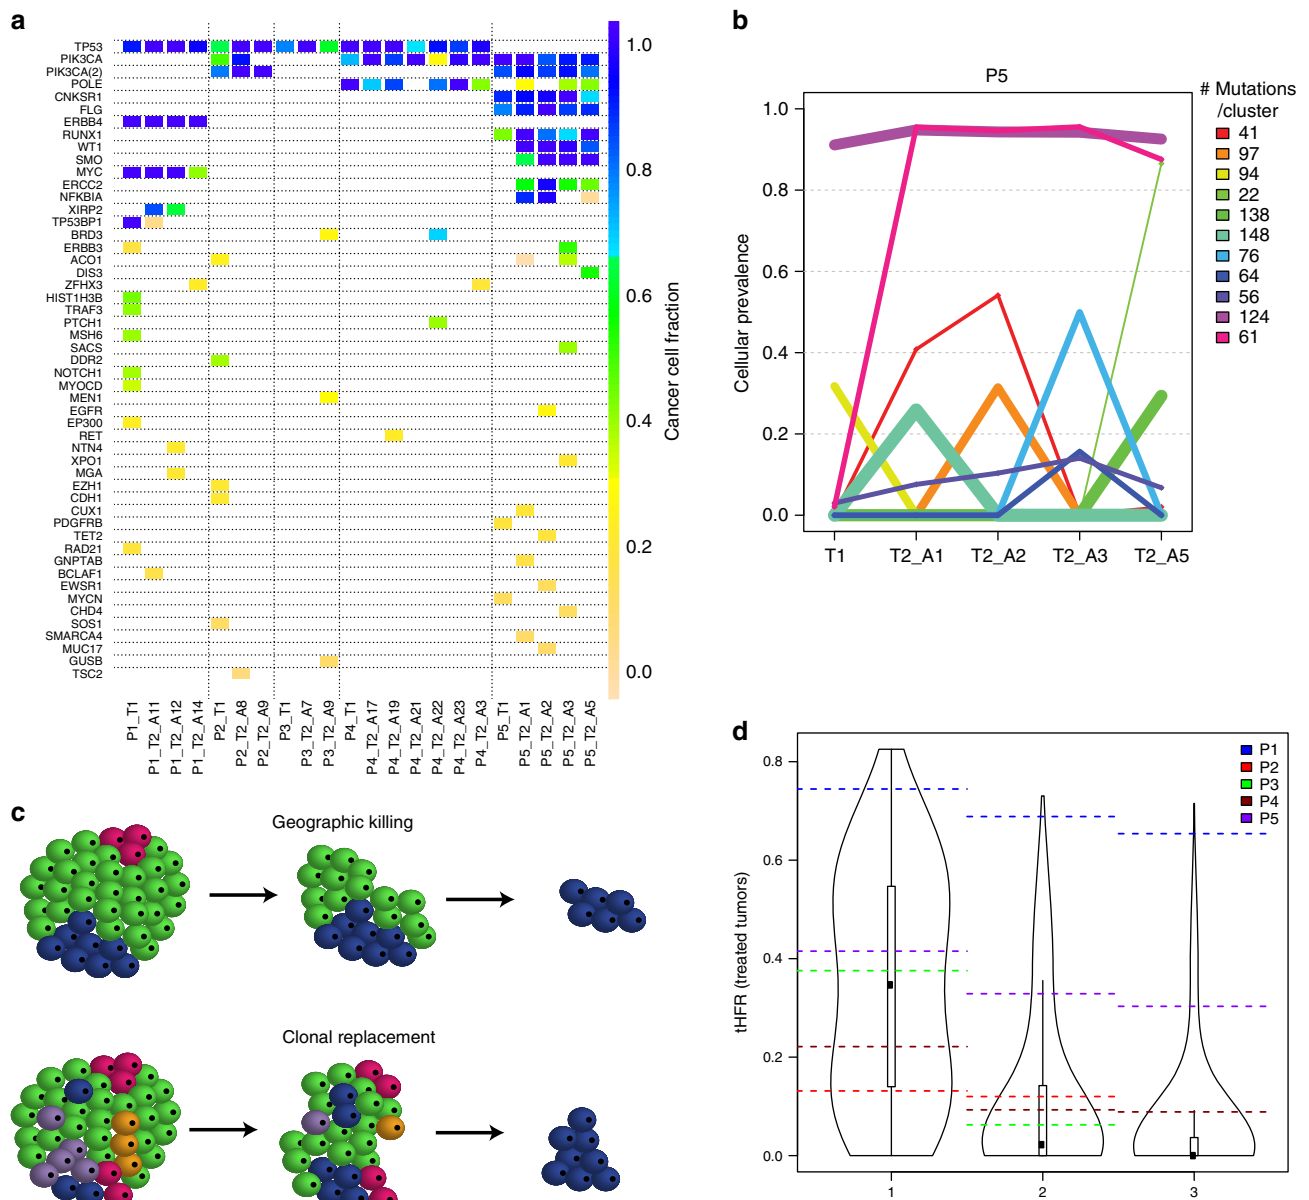 a
TP53
PIK3CA
PIK3CA(2)
POLE
CNKSR1
FLG
ERBB4
RUNX1
WT1
SMO
MYC
ERCC2
NFKBIA
XIRP2
TP53BP1
BRD3
ERBB3
ACO1
DIS3
ZFHX3
HIST1H3B
TRAF3
PTCH1
MSH6
SACS
DDR2
NOTCH1
MYOCD
MEN1
EGFR
EP300
RET
NTN4
XPO1
MGA
EZH1
CDH1
CUX1
PDGFRB
TET2
RAD21
GNPTAB
BCLAF1
EWSR1
MYCN
CHD4
SOS1
SMARCA4
MUC17
GUSB
TSC2
P1_T1
P1_T2_A11
P1_T2_A12
P1_T2_A14
P2_T1
P2_T2_A8
P2_T2_A9
P3_T1
P3_T2_A7
P3_T2_A9
P4_T1
P4_T2_A17
P4_T2_A19
P4_T2_A21
P4_T2_A22
P4_T2_A23
P4_T2_A3
P5_T1
P5_T2_A1
P5_T2_A2
P5_T2_A3
P5_T2_A5
1.0
0.8
0.6
0.4
0.2
0.0
Cancer cell fraction
b
P5
1.0
0.8
0.6
0.4
0.2
0.0
Cellular prevalence
T1
T2_A1
T2_A2
T2_A3
T2_A5
# Mutations
/cluster
41
97
94
22
138
148
76
64
56
124
61
c
Geographic killing
Clonal replacement
d
0.8
0.6
0.4
0.2
0.0
tHFR (treated tumors)
P1
P2
P3
P4
P5
1
2
3